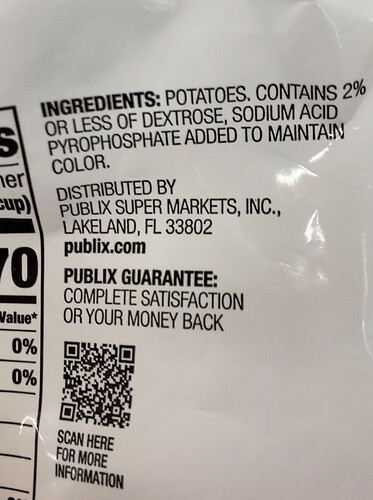 INGREDIENTS: POTATOES. CONTAINS 2%
OR LESS OF DEXTROSE, SODIUM ACID
PYROPHOSPHATE ADDED TO MAINTAIN
COLOR.
DISTRIBUTED BY
PUBLIX SUPER MARKETS, INC.,
LAKELAND, FL 33802
publix.com
PUBLIX GUARANTEE:
COMPLETE SATISFACTION
OR YOUR MONEY BACK
SCAN HERE
FOR MORE
INFORMATION
cup)
70
Value*
0%
0%